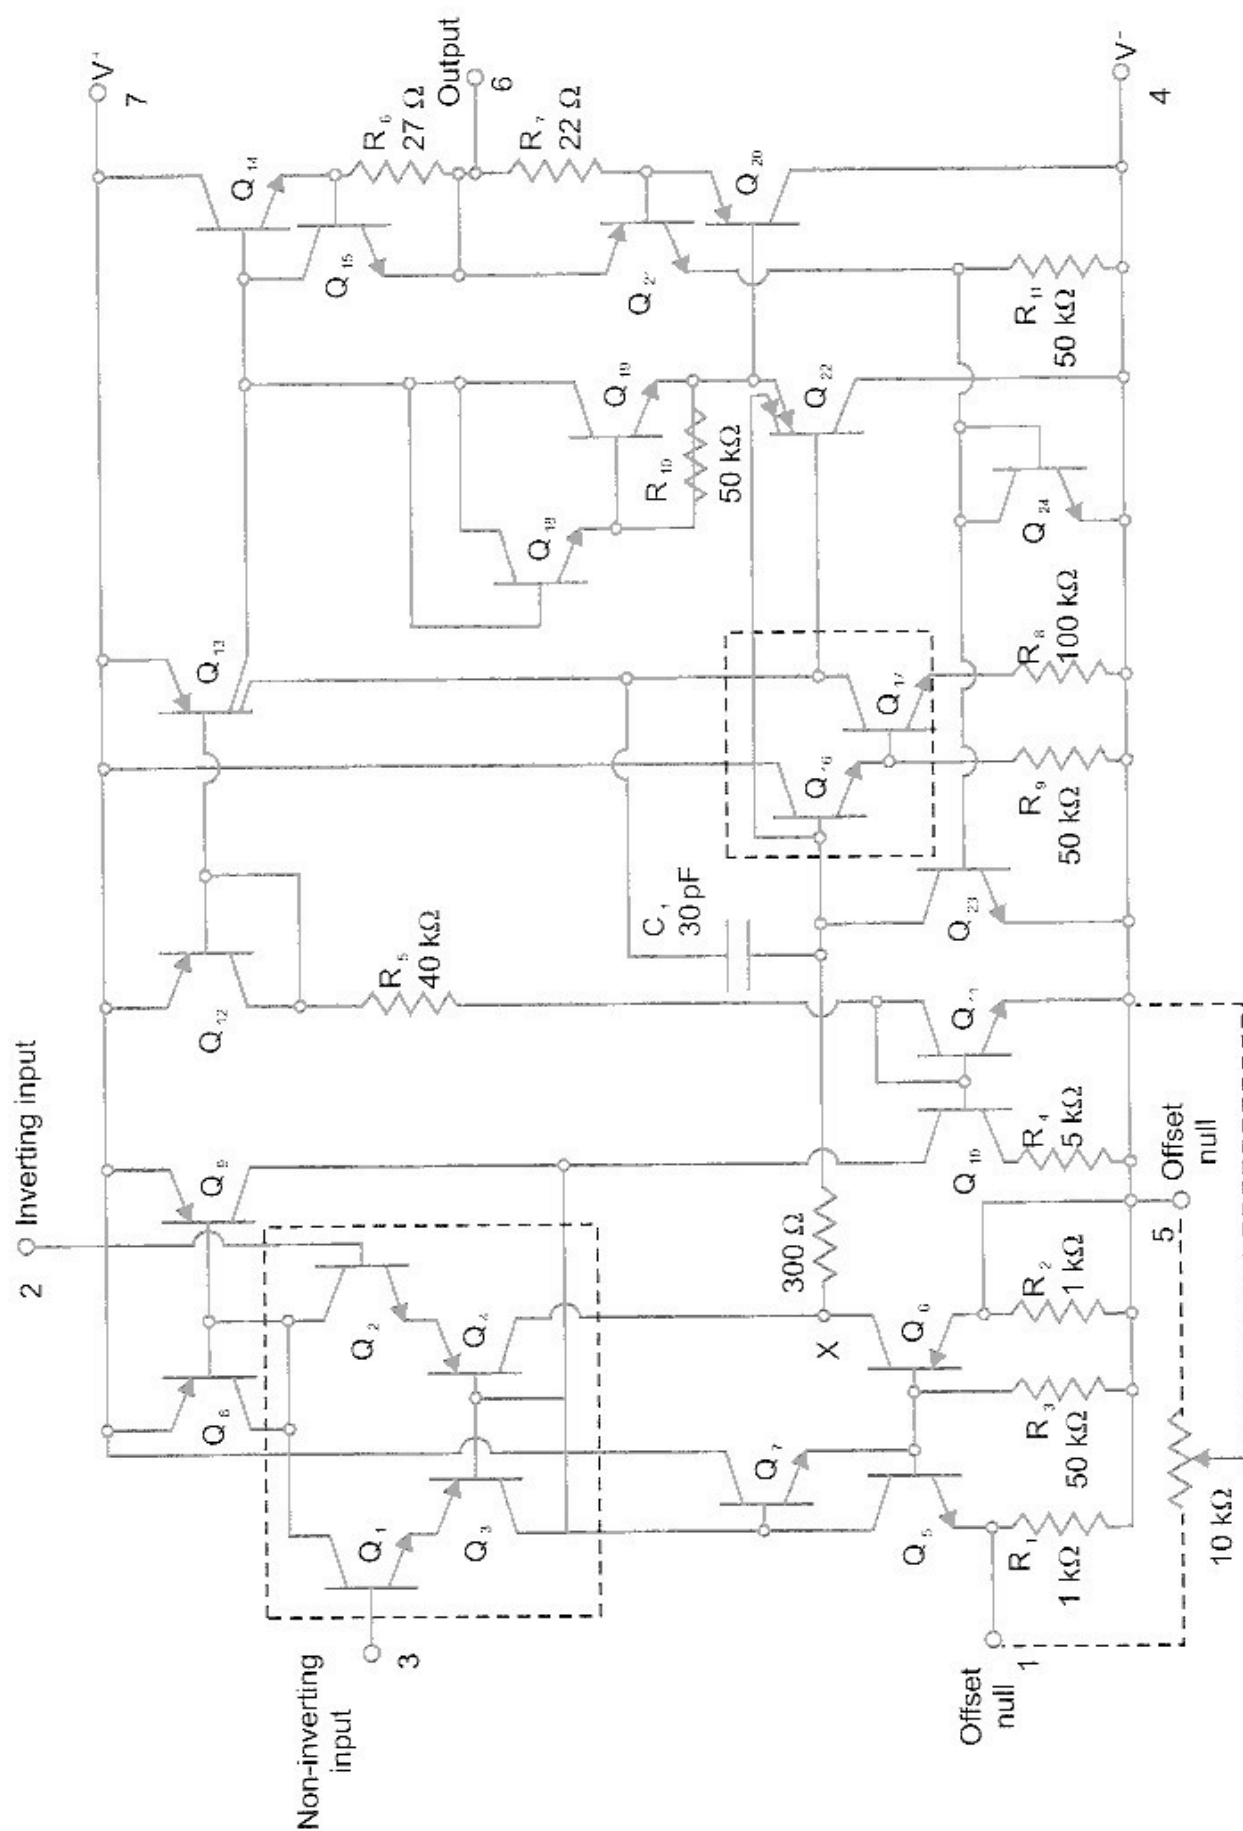 2 Inverting input
V+
7
Non-inverting
input
3
Q8
Q9
Q12
Q13
Q14
Q15
R6
27 Ω
Output
6
R7
22 Ω
Q1
Q2
Q3
Q4
R5
40 kΩ
Q18
Q19
R10
50 kΩ
Q21
Q20
C1
30 pF
Q16
Q17
Q22
Q7
X
300 Ω
Q5
Q6
Q10
Q11
Q23
Q24
Offset
null
1
R1
1 kΩ
R3
50 kΩ
R2
1 kΩ
R4
5 kΩ
R9
50 kΩ
R8
100 kΩ
R11
50 kΩ
V-
4
10 kΩ
5
Offset
null